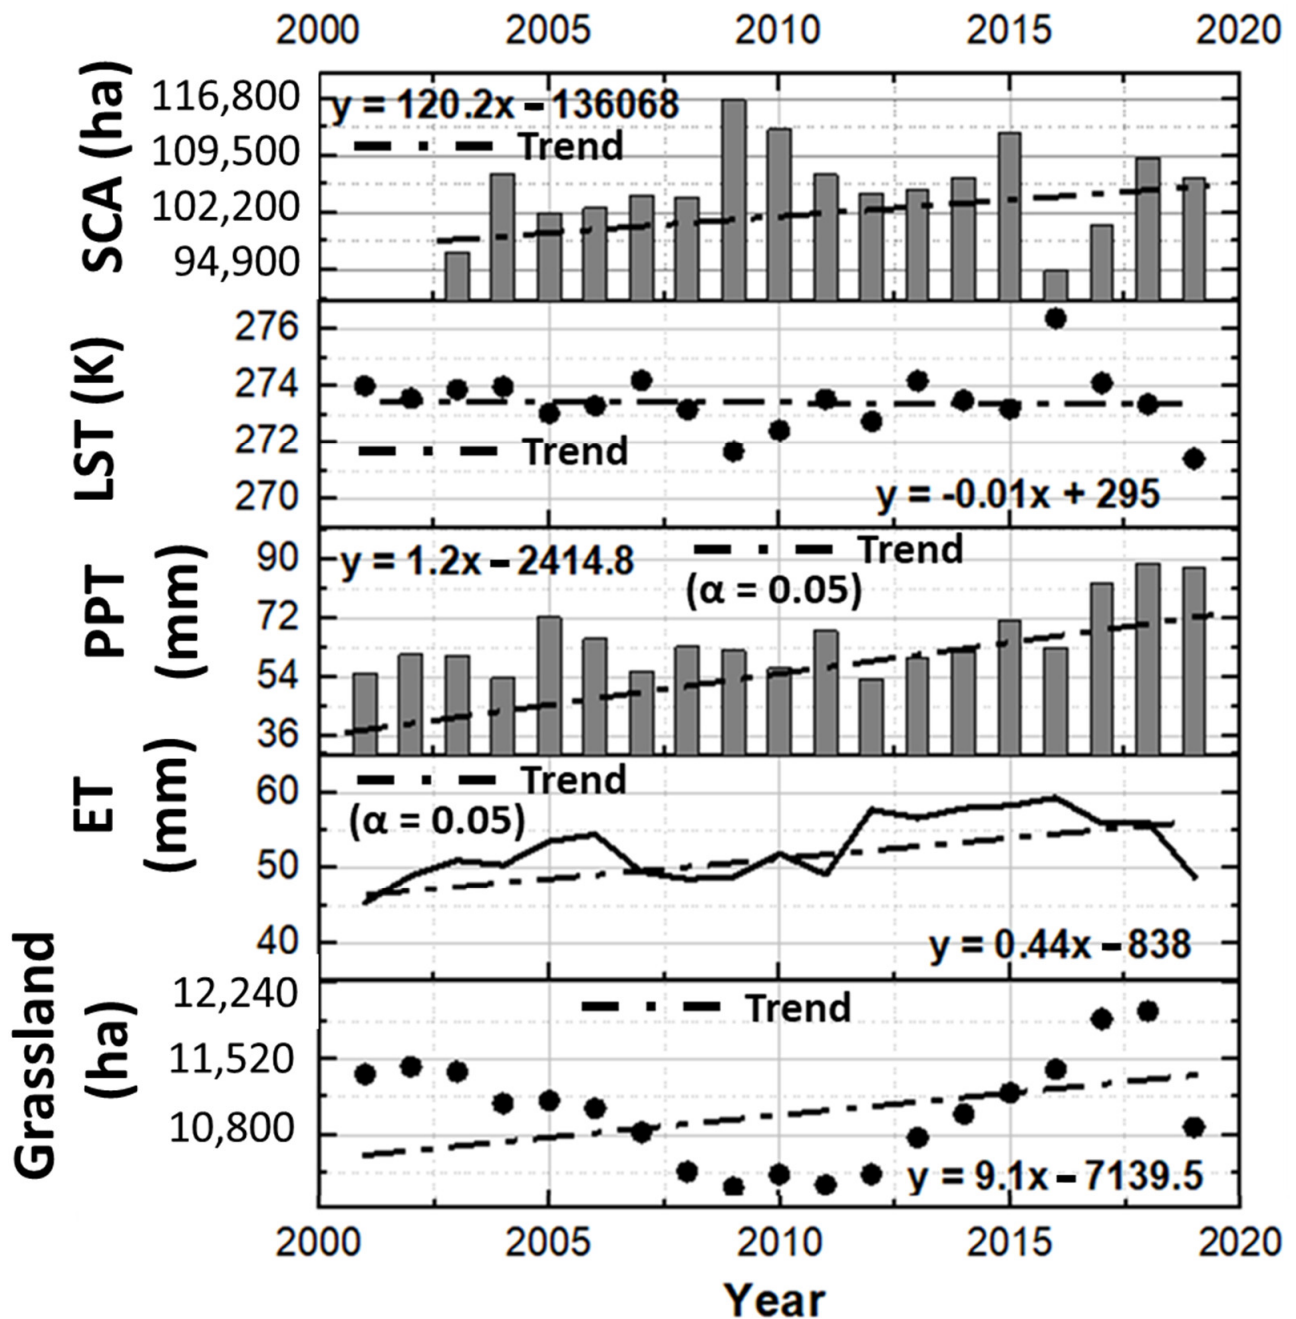 2000 2005 2010 2015 2020
SCA (ha)
116,800
109,500
102,200
94,900
y = 120.2x – 136068
Trend
LST (K)
276
274
272
270
Trend
y = -0.01x + 295
PPT
(mm)
90
72
54
36
y = 1.2x – 2414.8
Trend
(α = 0.05)
ET
(mm)
60
50
40
Trend
(α = 0.05)
y = 0.44x – 838
Grassland
(ha)
12,240
11,520
10,800
Trend
y = 9.1x – 7139.5
2000 2005 2010 2015 2020
Year